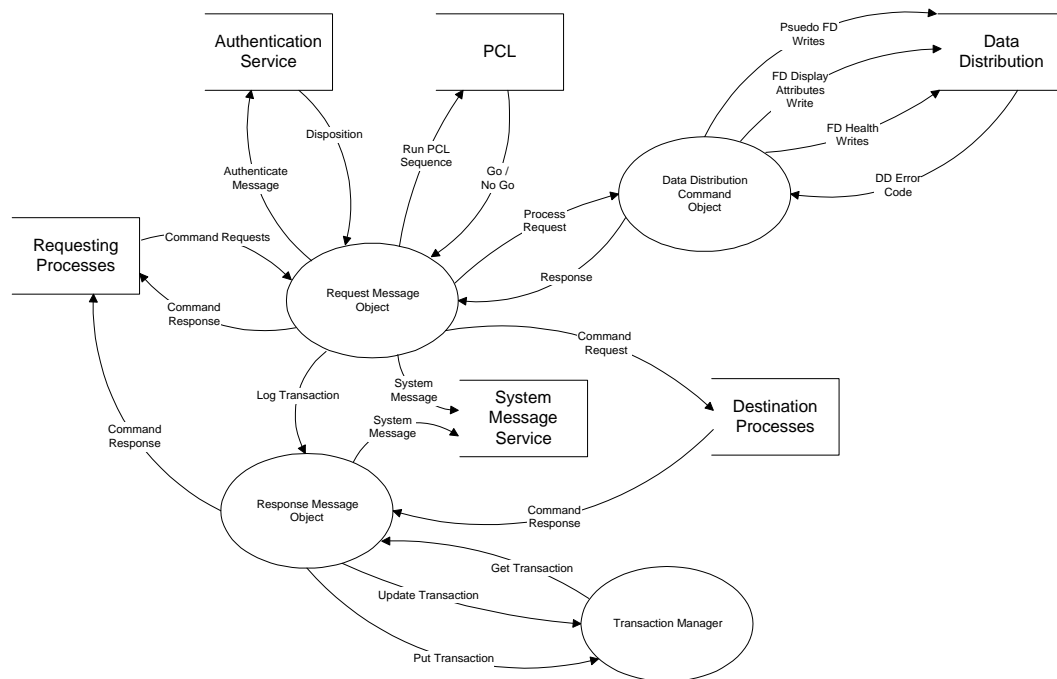 Psuedo FD
Writes
Authentication
Service
PCL
Data
Distribution
FD Display
Attributes
Write
FD Health
Writes
Disposition
Run PCL
Sequence
Authenticate
Message
Go /
No Go
Data Distribution
Command
Object
DD Error
Code
Process
Request
Requesting
Processes
Command Requests
Response
Request Message
Object
Command
Response
Command
Request
System
Message
Log Transaction
System
Message
Service
Destination
Processes
System
Message
Command
Response
Response Message
Object
Command
Response
Get Transaction
Update Transaction
Transaction Manager
Put Transaction